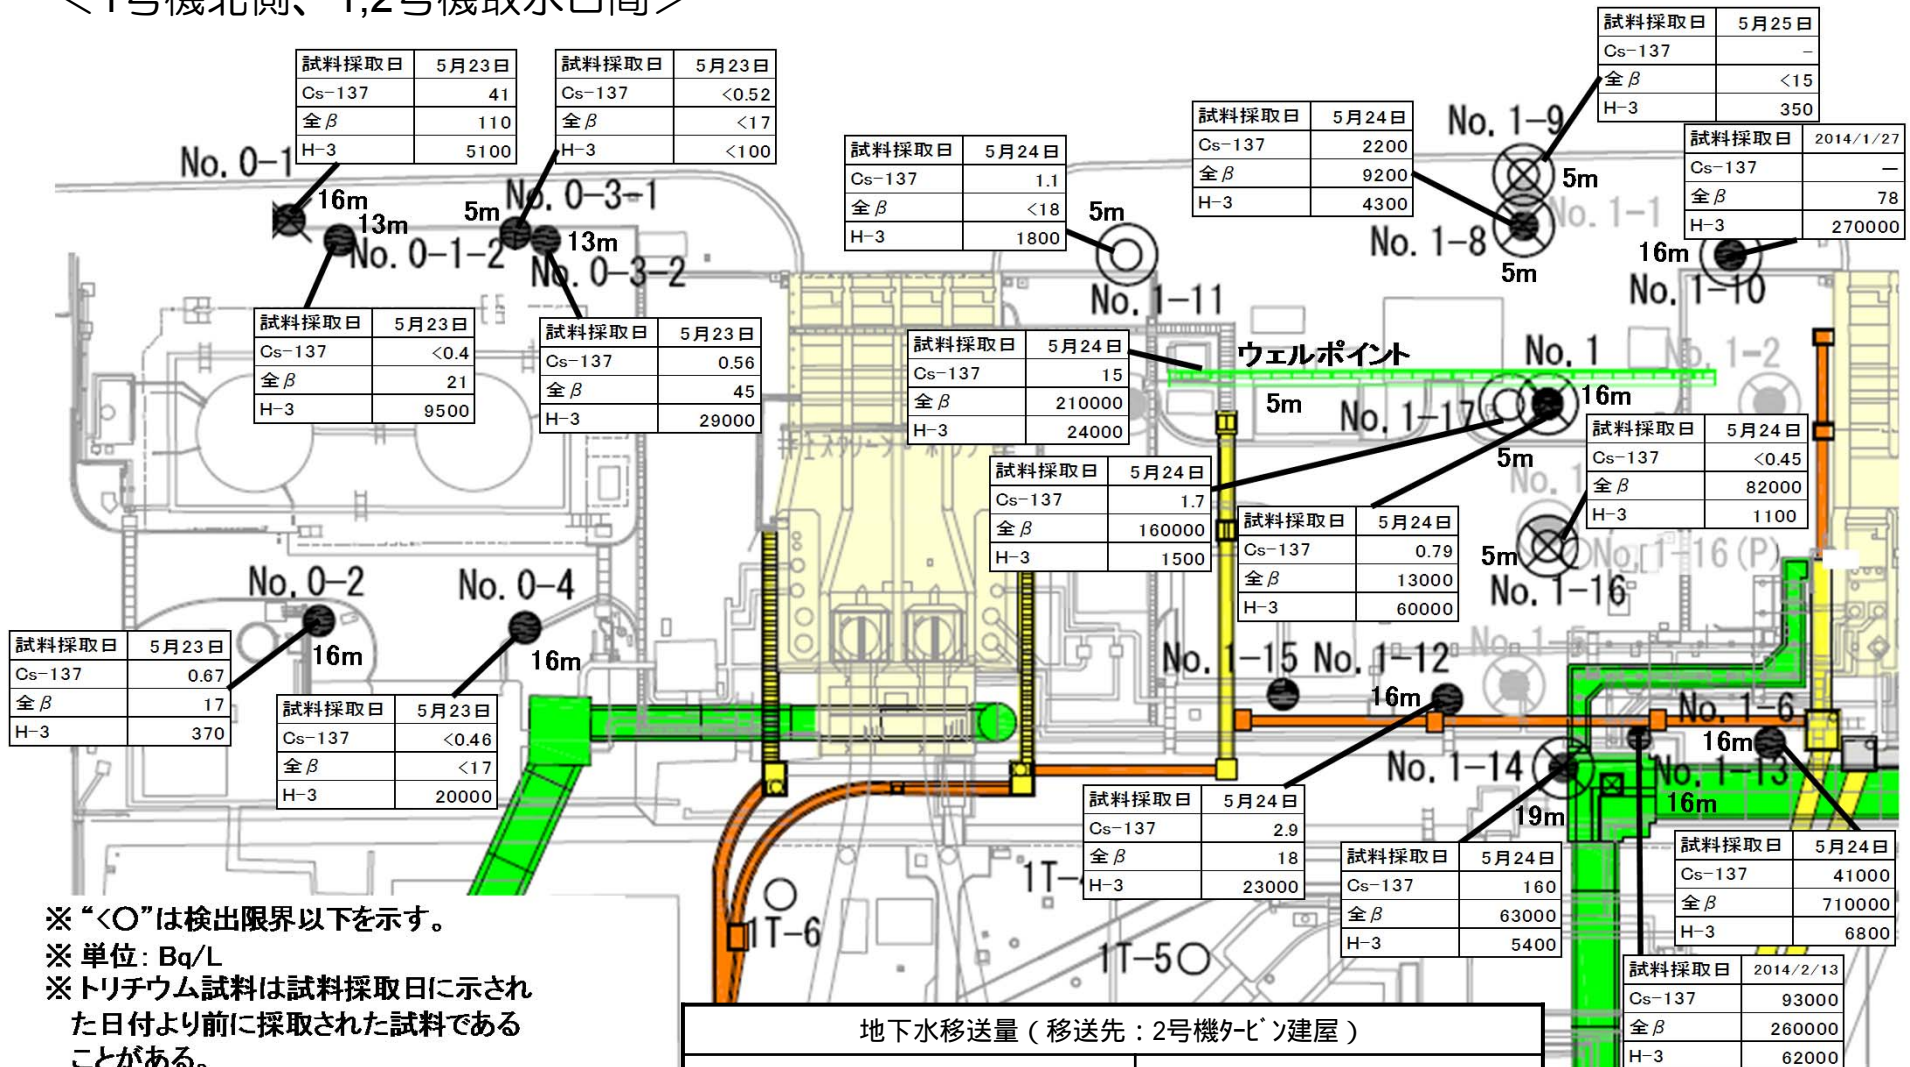 <1号機北側、1,2号機取水口間>
試料採取日 5月25日
Cs-137 -
全β <15
H-3 350
試料採取日 5月23日
Cs-137 41
全β 110
H-3 5100
試料採取日 5月23日
Cs-137 <0.52
全β <17
H-3 <100
試料採取日 5月24日
Cs-137 2200
全β 9200
H-3 4300
No. 1-9
試料採取日 2014/1/27
Cs-137 —
全β 78
H-3 270000
試料採取日 5月24日
Cs-137 1.1
全β <18
H-3 1800
No. 0-1
16m
No. 0-3-1
5m
5m
5m
No. 1-1
13m
No. 0-1-2
13m
No. 0-3-2
No. 1-8
5m
16m
No. 1-10
No. 1-11
試料採取日 5月23日
Cs-137 <0.4
全β 21
H-3 9500
試料採取日 5月23日
Cs-137 0.56
全β 45
H-3 29000
試料採取日 5月24日
Cs-137 15
全β 210000
H-3 24000
ウェルポイント
5m
No. 1
No. 1-2
No. 1-17
16m
5m
試料採取日 5月24日
Cs-137 <0.45
全β 82000
H-3 1100
試料採取日 5月24日
Cs-137 1.7
全β 160000
H-3 1500
試料採取日 5月24日
Cs-137 0.79
全β 13000
H-3 60000
No. 1
5m
No. 1-16(P)
No. 1-16
No. 0-2
16m
No. 0-4
16m
No. 1-5
No. 1-15
No. 1-12
16m
試料採取日 5月23日
Cs-137 0.67
全β 17
H-3 370
試料採取日 5月23日
Cs-137 <0.46
全β <17
H-3 20000
No. 1-6
16m
No. 1-14
19m
No. 1-13
16m
試料採取日 5月24日
Cs-137 2.9
全β 18
H-3 23000
試料採取日 5月24日
Cs-137 160
全β 63000
H-3 5400
試料採取日 5月24日
Cs-137 41000
全β 710000
H-3 6800
試料採取日 2014/2/13
Cs-137 93000
全β 260000
H-3 62000
1T-6
1T-5
※“<○”は検出限界以下を示す。
※ 単位: Bq/L
※トリチウム試料は試料採取日に示され
た日付より前に採取された試料である
ことがある。
地下水移送量(移送先:2号機タービン建屋)